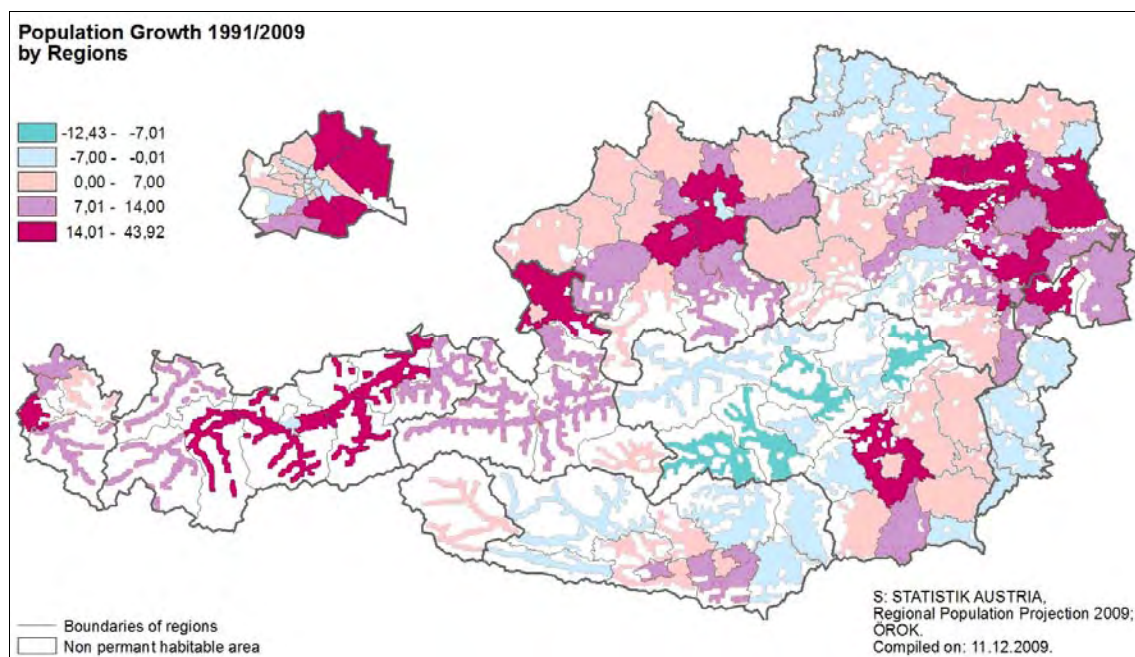 Population Growth 1991/2009
by Regions
-12,43 - -7,01
-7,00 - -0,01
0,00 - 7,00
7,01 - 14,00
14,01 - 43,92
Boundaries of regions
Non permant habitable area
S: STATISTIK AUSTRIA,
Regional Population Projection 2009;
ÖROK.
Compiled on: 11.12.2009.